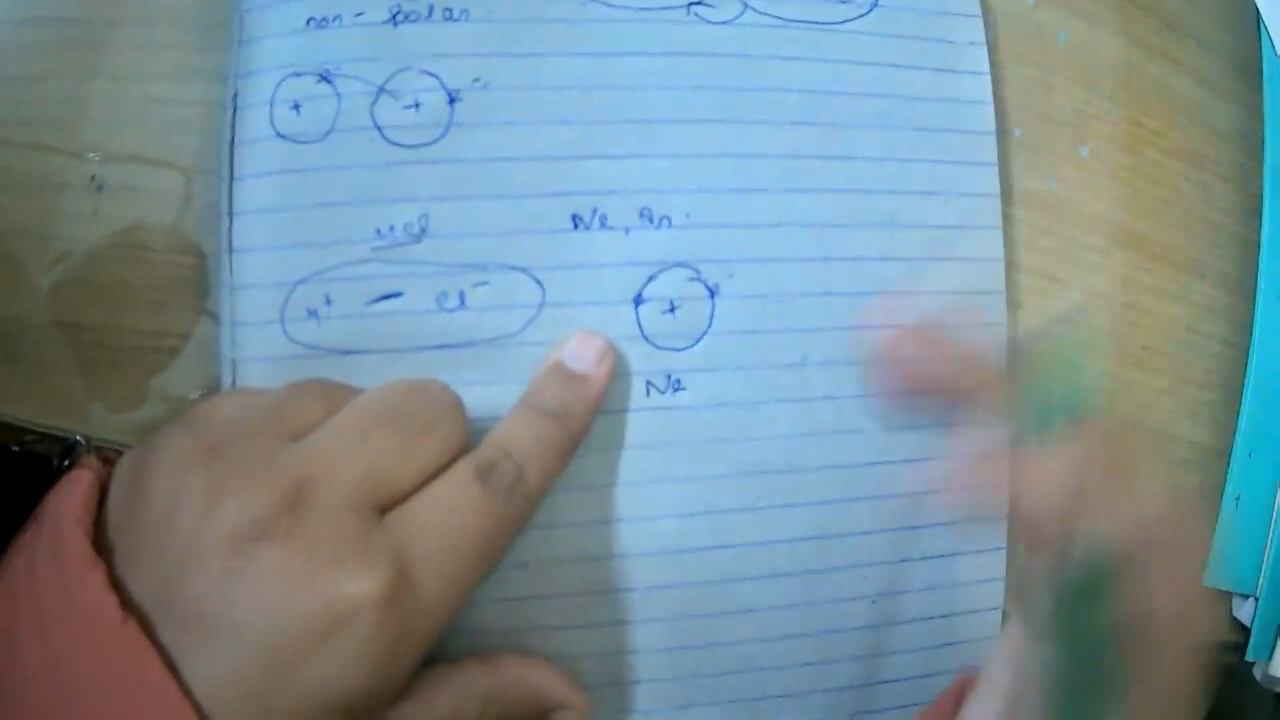 non-polar
+ +
HCl Ne, Ar.
H+ - Cl- +
Ne